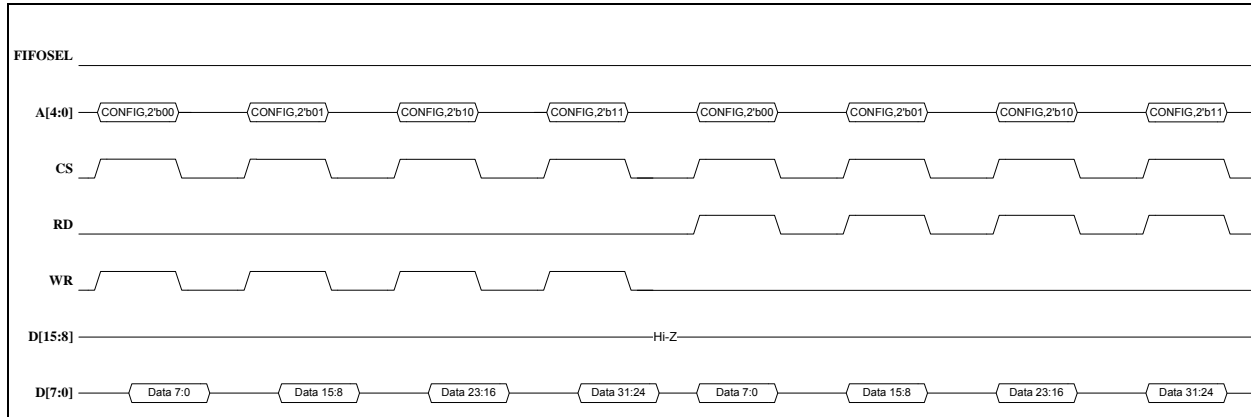 FIFOSEL
A[4:0] CONFIG,2'b00 CONFIG,2'b01 CONFIG,2'b10 CONFIG,2'b11 CONFIG,2'b00 CONFIG,2'b01 CONFIG,2'b10 CONFIG,2'b11
CS
RD
WR
D[15:8] Hi-Z
D[7:0] Data 7:0 Data 15:8 Data 23:16 Data 31:24 Data 7:0 Data 15:8 Data 23:16 Data 31:24